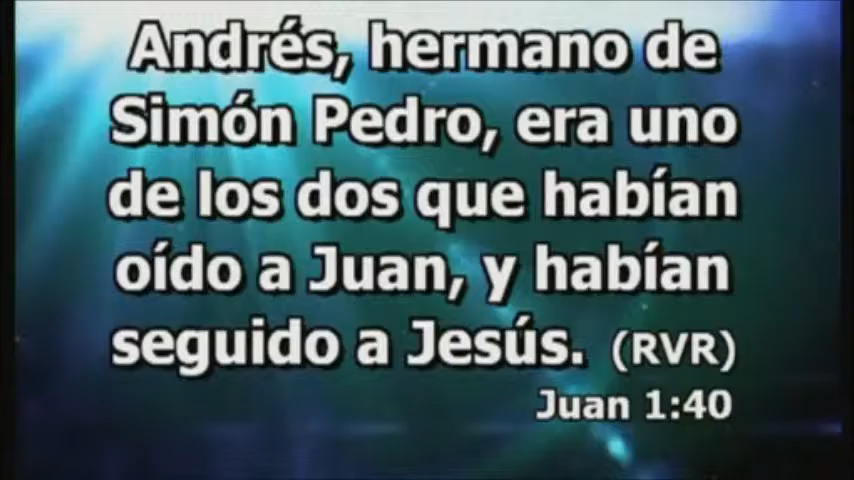 Andrés, hermano de
Simón Pedro, era uno
de los dos que habían
oído a Juan, y habían
seguido a Jesús. (RVR)
Juan 1:40